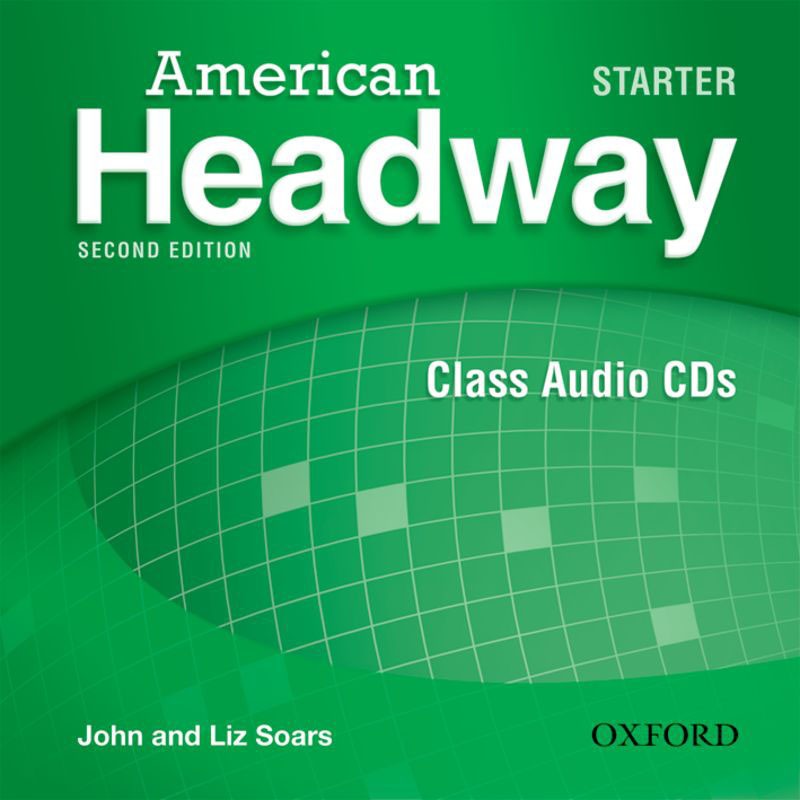 American
STARTER
Headway
SECOND EDITION
Class Audio CDs
John and Liz Soars
OXFORD